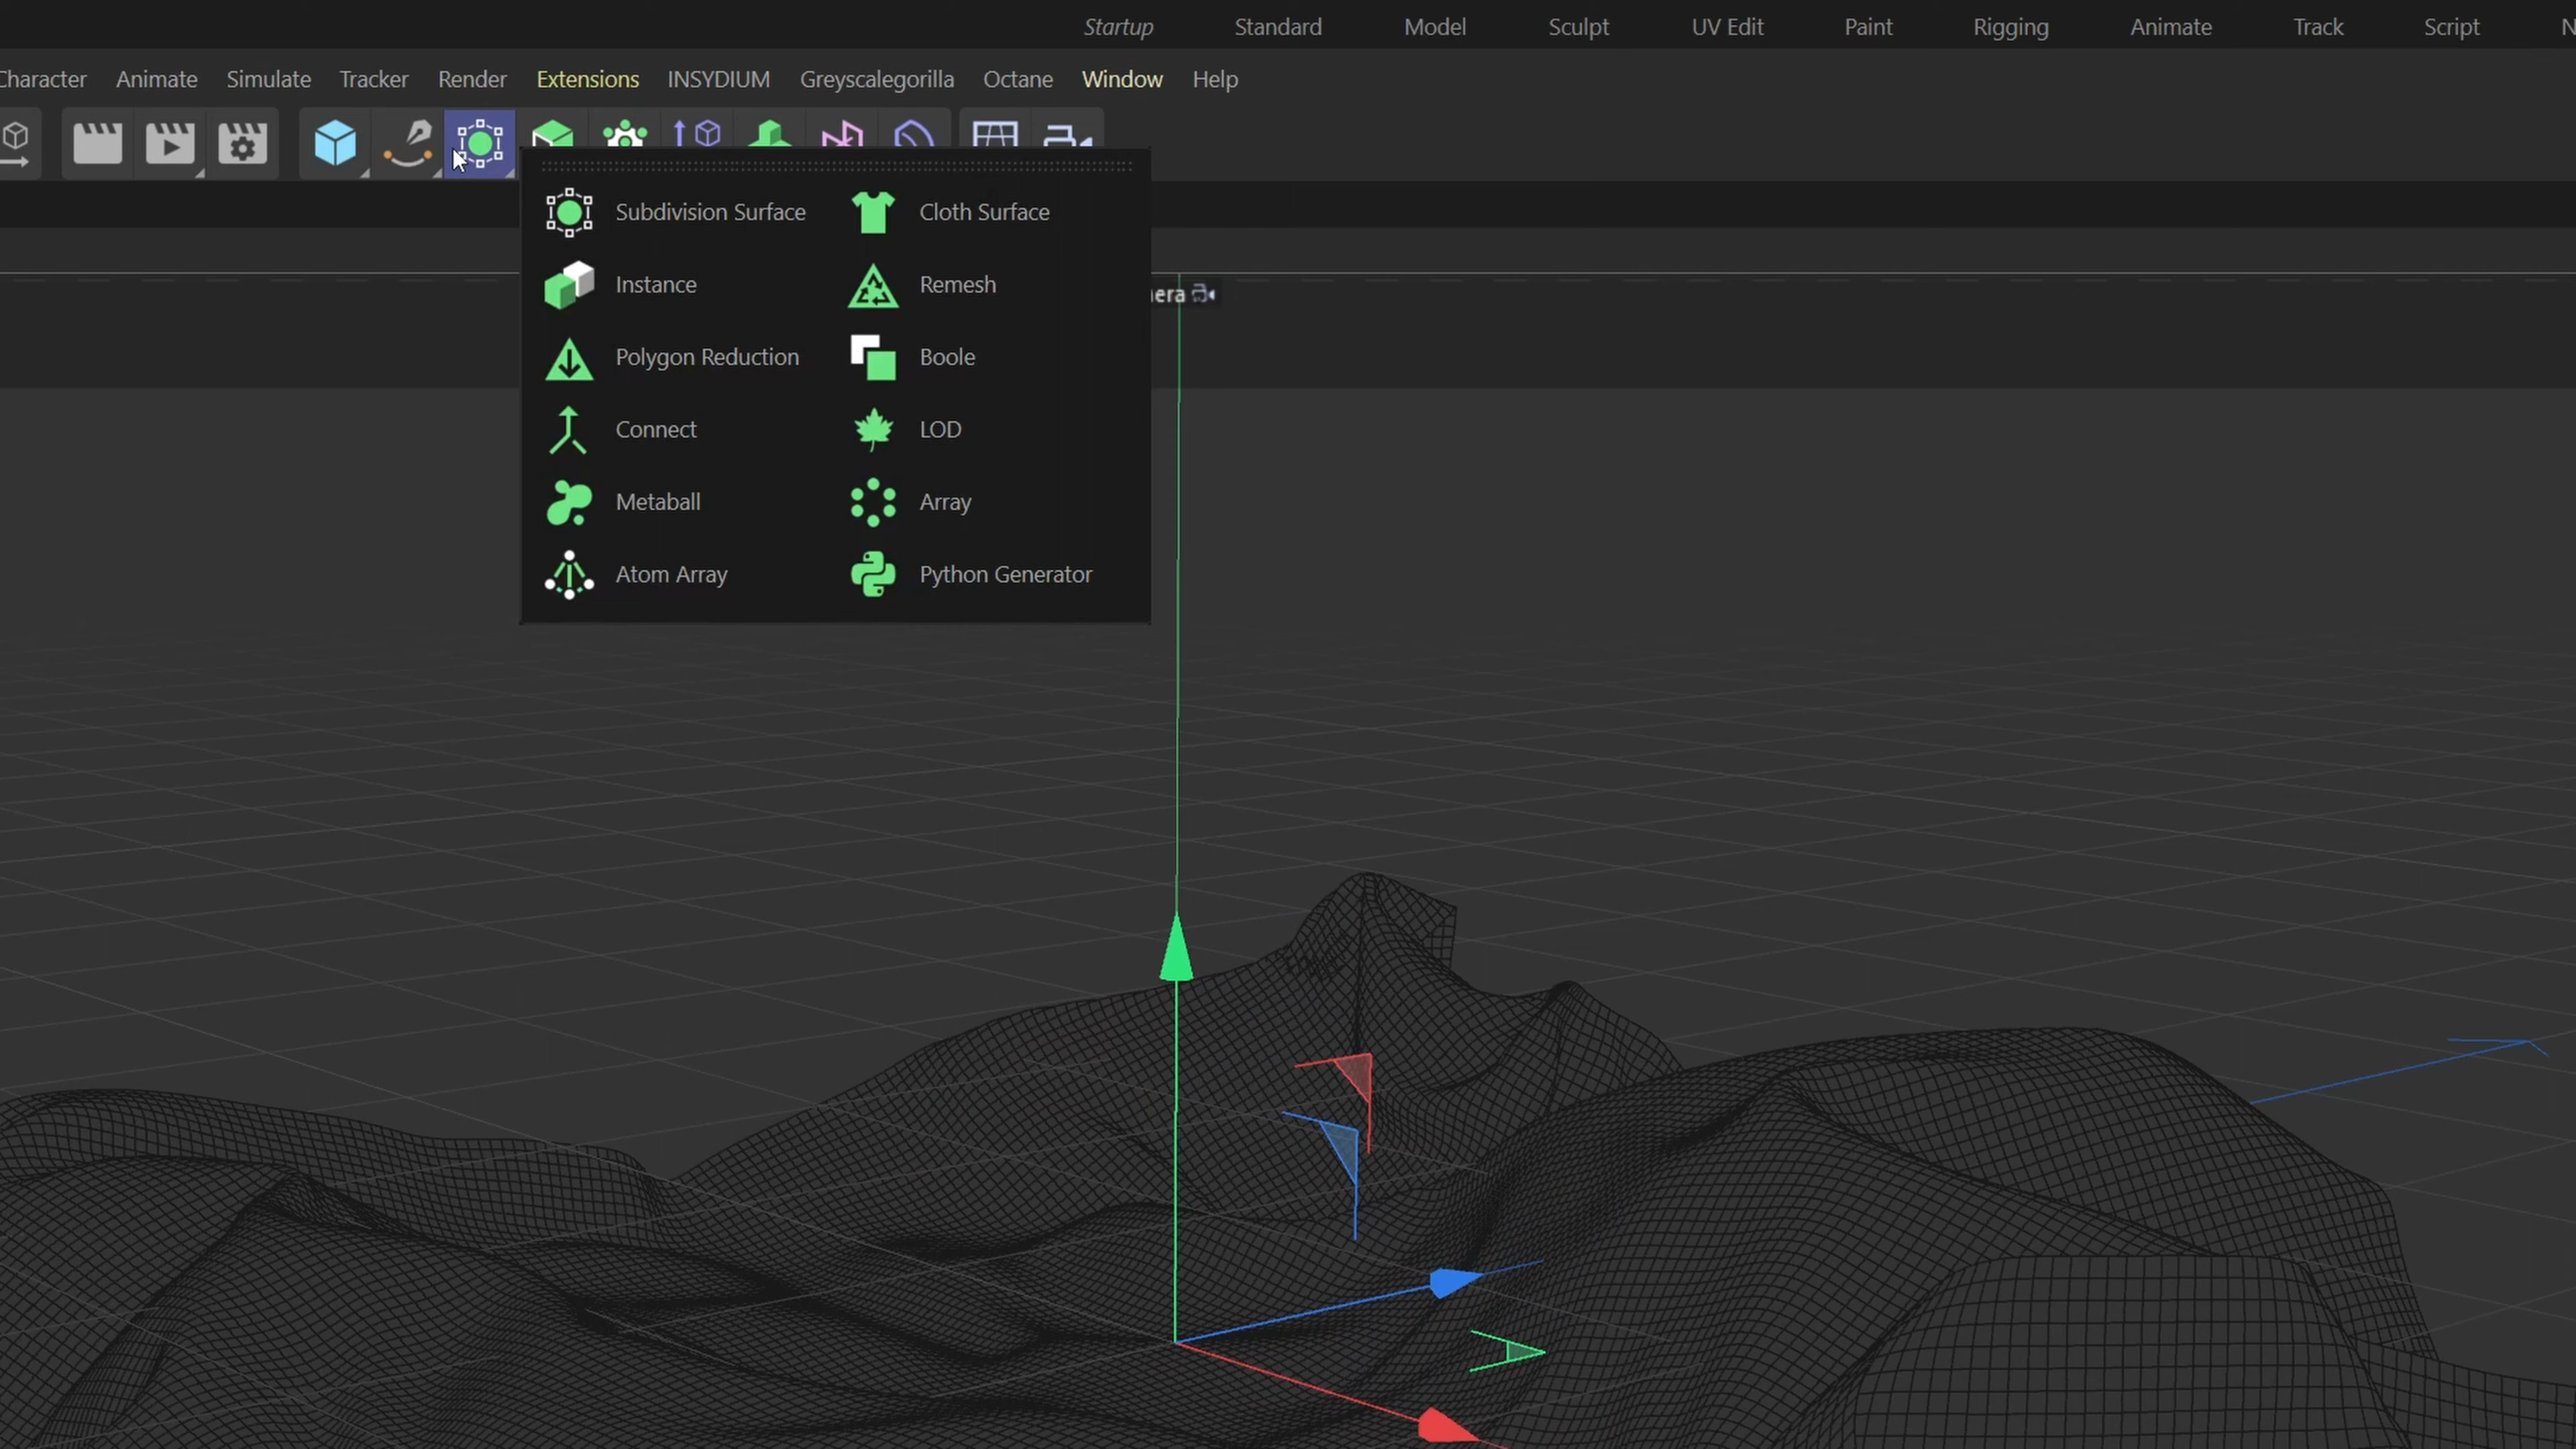 Startup Standard Model Sculpt UV Edit Paint Rigging Animate Track Script
Character Animate Simulate Tracker Render Extensions INSYDIUM Greyscalegorilla Octane Window Help
Subdivision Surface Cloth Surface
Instance Remesh
Polygon Reduction Boole
Connect LOD
Metaball Array
Atom Array Python Generator